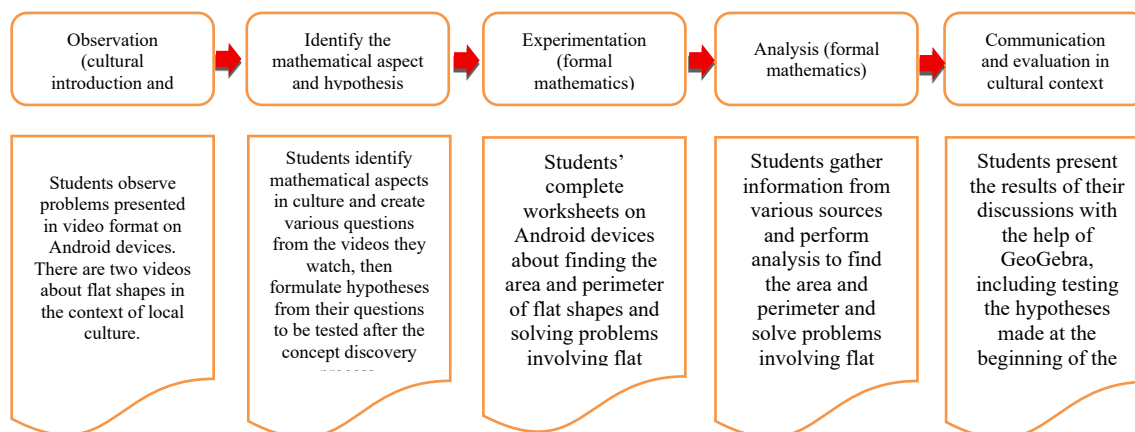 Observation
(cultural
introduction and
Identify the
mathematical aspect
and hypothesis
Experimentation
(formal
mathematics)
Analysis (formal
mathematics)
Communication
and evaluation in
cultural context
Students observe
problems presented
in video format on
Android devices.
There are two videos
about flat shapes in
the context of local
culture.
Students identify
mathematical aspects
in culture and create
various questions
from the videos they
watch, then
formulate hypotheses
from their questions
to be tested after the
concept discovery
Students’
complete
worksheets on
Android devices
about finding the
area and perimeter
of flat shapes and
solving problems
involving flat
Students gather
information from
various sources
and perform
analysis to find
the area and
perimeter and
solve problems
involving flat
Students present
the results of their
discussions with
the help of
GeoGebra,
including testing
the hypotheses
made at the
beginning of the